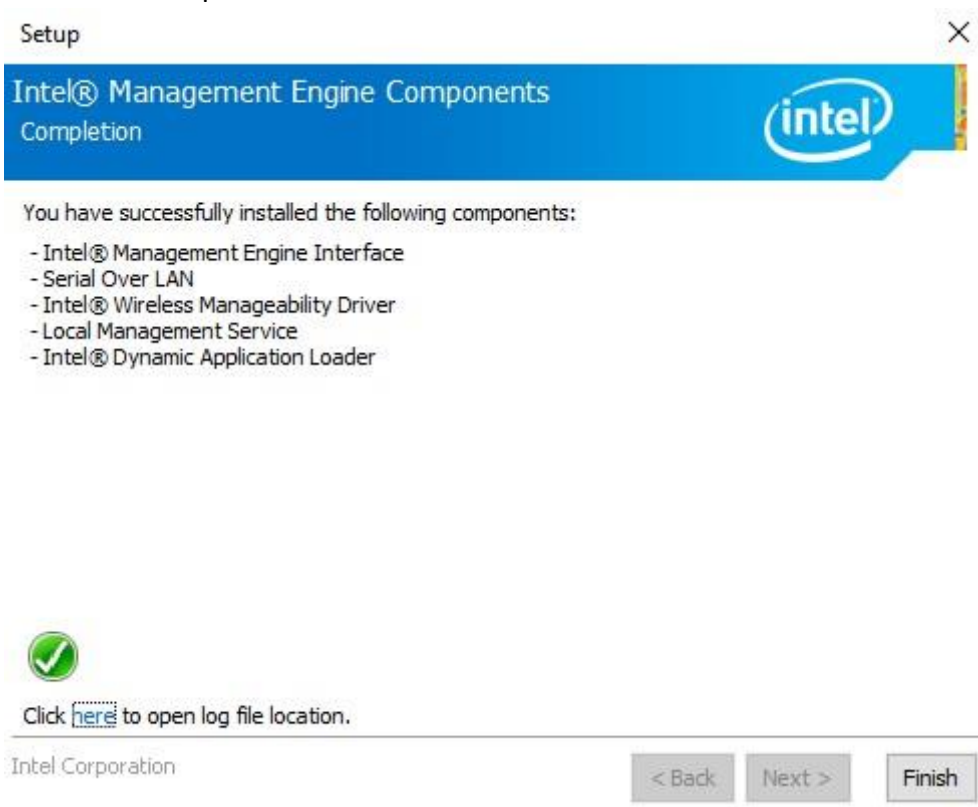 Setup
Intel® Management Engine Components
Completion
intel
You have successfully installed the following components:
- Intel® Management Engine Interface
- Serial Over LAN
- Intel® Wireless Manageability Driver
- Local Management Service
- Intel® Dynamic Application Loader
Click here to open log file location.
Intel Corporation
< Back Next > Finish